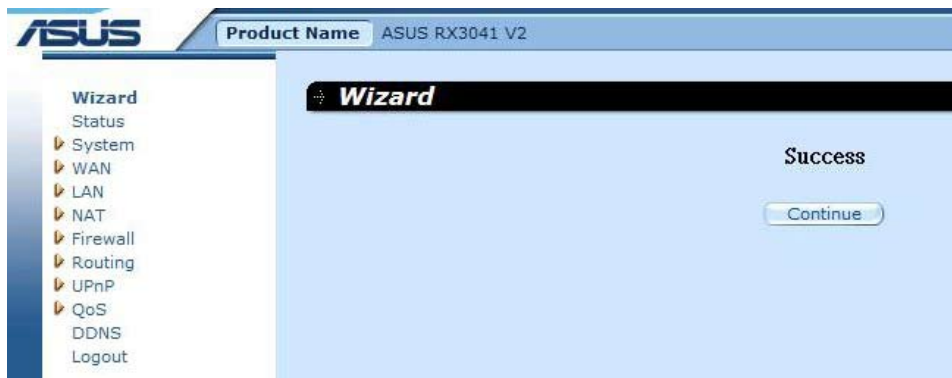 ASUS
Product Name ASUS RX3041 V2
Wizard
Status
System
WAN
LAN
NAT
Firewall
Routing
UPnP
QoS
DDNS
Logout
Wizard
Success
Continue